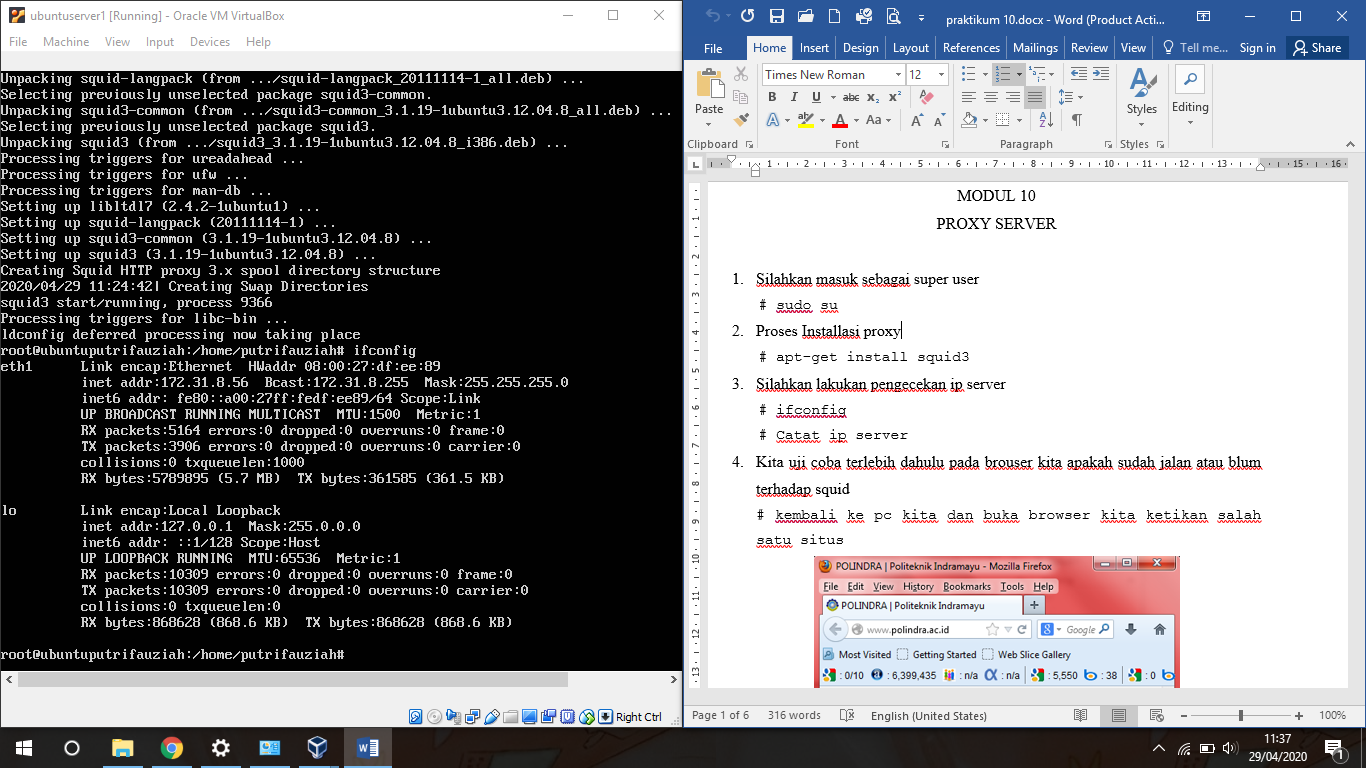 ubuntuserver1 [Running] - Oracle VM VirtualBox
File Machine View Input Devices Help
Unpacking squid-langpack (from .../squid-langpack_20111114-1_all.deb) ...
Selecting previously unselected package squid3-common.
Unpacking squid3-common (from .../squid3-common_3.1.19-1ubuntu3.12.04.8_all.deb) ...
Selecting previously unselected package squid3.
Unpacking squid3 (from .../squid3_3.1.19-1ubuntu3.12.04.8_i386.deb) ...
Processing triggers for ureadahead ...
Processing triggers for ufw ...
Processing triggers for man-db ...
Setting up libltdl7 (2.4.2-1ubuntu1) ...
Setting up squid-langpack (20111114-1) ...
Setting up squid3-common (3.1.19-1ubuntu3.12.04.8) ...
Setting up squid3 (3.1.19-1ubuntu3.12.04.8) ...
Creating Squid HTTP proxy 3.x spool directory structure
2020/04/29 11:24:42| Creating Swap Directories
squid3 start/running, process 9366
Processing triggers for libc-bin ...
ldconfig deferred processing now taking place
root@ubuntuputrifauziah:/home/putrifauziah# ifconfig
eth1 Link encap:Ethernet HWaddr 08:00:27:df:ee:89
inet addr:172.31.8.56 Bcast:172.31.8.255 Mask:255.255.255.0
inet6 addr: fe80::a00:27ff:fedf:ee89/64 Scope:Link
UP BROADCAST RUNNING MULTICAST MTU:1500 Metric:1
RX packets:5164 errors:0 dropped:0 overruns:0 frame:0
TX packets:3906 errors:0 dropped:0 overruns:0 carrier:0
collisions:0 txqueuelen:1000
RX bytes:5789895 (5.7 MB) TX bytes:361585 (361.5 KB)
lo Link encap:Local Loopback
inet addr:127.0.0.1 Mask:255.0.0.0
inet6 addr: ::1/128 Scope:Host
UP LOOPBACK RUNNING MTU:65536 Metric:1
RX packets:10309 errors:0 dropped:0 overruns:0 frame:0
TX packets:10309 errors:0 dropped:0 overruns:0 carrier:0
collisions:0 txqueuelen:0
RX bytes:868628 (868.6 KB) TX bytes:868628 (868.6 KB)
root@ubuntuputrifauziah:/home/putrifauziah#
Right Ctrl
praktikum 10.docx - Word (Product Acti...
File Home Insert Design Layout References Mailings Review View Tell me... Sign in Share
Times New Roman 12
Paste Styles Editing
Clipboard Font Paragraph Styles
1 2 3 4 5 6 7 8 9 10 11 12 13 14 15 16
MODUL 10
PROXY SERVER
1. Silahkan masuk sebagai super user
# sudo su
2. Proses Installasi proxy
# apt-get install squid3
3. Silahkan lakukan pengecekan ip server
# ifconfig
# Catat ip server
4. Kita uji coba terlebih dahulu pada brouser kita apakah sudah jalan atau blum
terhadap squid
# kembali ke pc kita dan buka browser kita ketikan salah
satu situs
POLINDRA | Politeknik Indramayu - Mozilla Firefox
File Edit View History Bookmarks Tools Help
POLINDRA | Politeknik Indramayu
www.polindra.ac.id Google
Most Visited Getting Started Web Slice Gallery
: 0/10 : 6,399,435 : n/a : n/a : 5,550 : 38 : 0
Page 1 of 6 316 words English (United States) 100%
11:37
29/04/2020
1